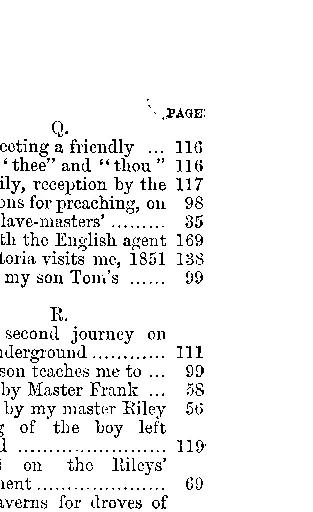 PAGE
Q.
eeting a friendly ... 116
"thee" and "thou" 116
ily, reception by the 117
ons for preaching, on 98
lave-masters' ......... 35
th the English agent 169
toria visits me, 1851 138
my son Tom's ...... 99
R.
second journey on
nderground ............ 111
son teaches me to ... 99
by Master Frank ... 58
by my master Riley 56
g of the boy left
d ..................... 119
s on the Rileys'
ment .................. 69
averns for droves of